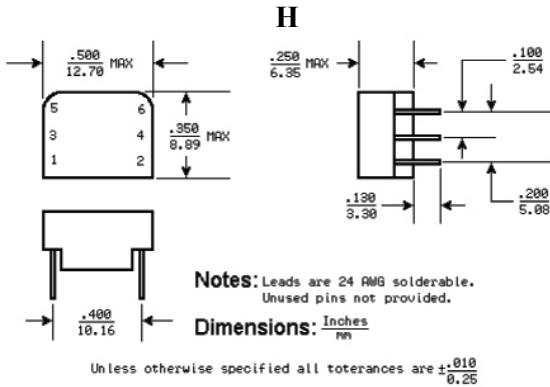 H
.500
12.70 MAX
.250
6.35 MAX
.100
2.54
5 6
3 4
1 2
.350
8.89 MAX
.130
3.30
.200
5.08
Notes: Leads are 24 AWG solderable.
Unused pins not provided.
.400
10.16
Dimensions: Inches
mm
Unless otherwise specified all toterances are ± .010
0.25